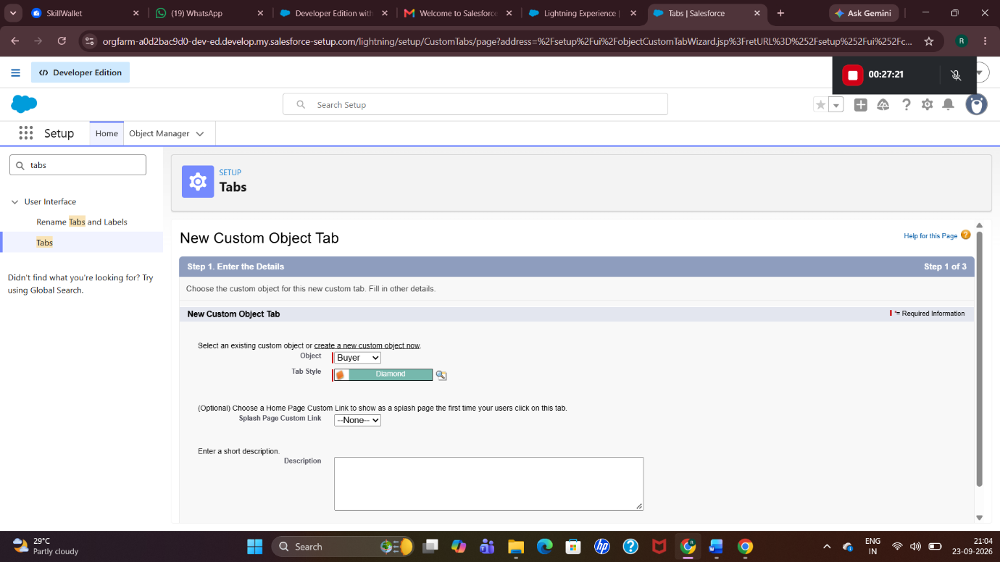 SkillWallet
(19) WhatsApp
Developer Edition with
Welcome to Salesforce
Lightning Experience |
Tabs | Salesforce
Ask Gemini
orgfarm-a0d2bac9d0-dev-ed.develop.my.salesforce-setup.com/lightning/setup/CustomTabs/page?address=%2Fsetup%2Fui%2FobjectCustomTabWizard.jsp%3FretURL%3D%252Fsetup%252Fui%252Fc...
R
Developer Edition
00:27:21
Search Setup
Setup
Home
Object Manager
tabs
SETUP
Tabs
User Interface
Rename Tabs and Labels
Tabs
Didn't find what you're looking for? Try
using Global Search.
New Custom Object Tab
Help for this Page
Step 1. Enter the Details
Step 1 of 3
Choose the custom object for this new custom tab. Fill in other details.
New Custom Object Tab
*= Required Information
Select an existing custom object or create a new custom object now.
Object
Buyer
Tab Style
Diamond
(Optional) Choose a Home Page Custom Link to show as a splash page the first time your users click on this tab.
Splash Page Custom Link
--None--
Enter a short description.
Description
29°C
Partly cloudy
Search
ENG
IN
21:04
23-09-2026